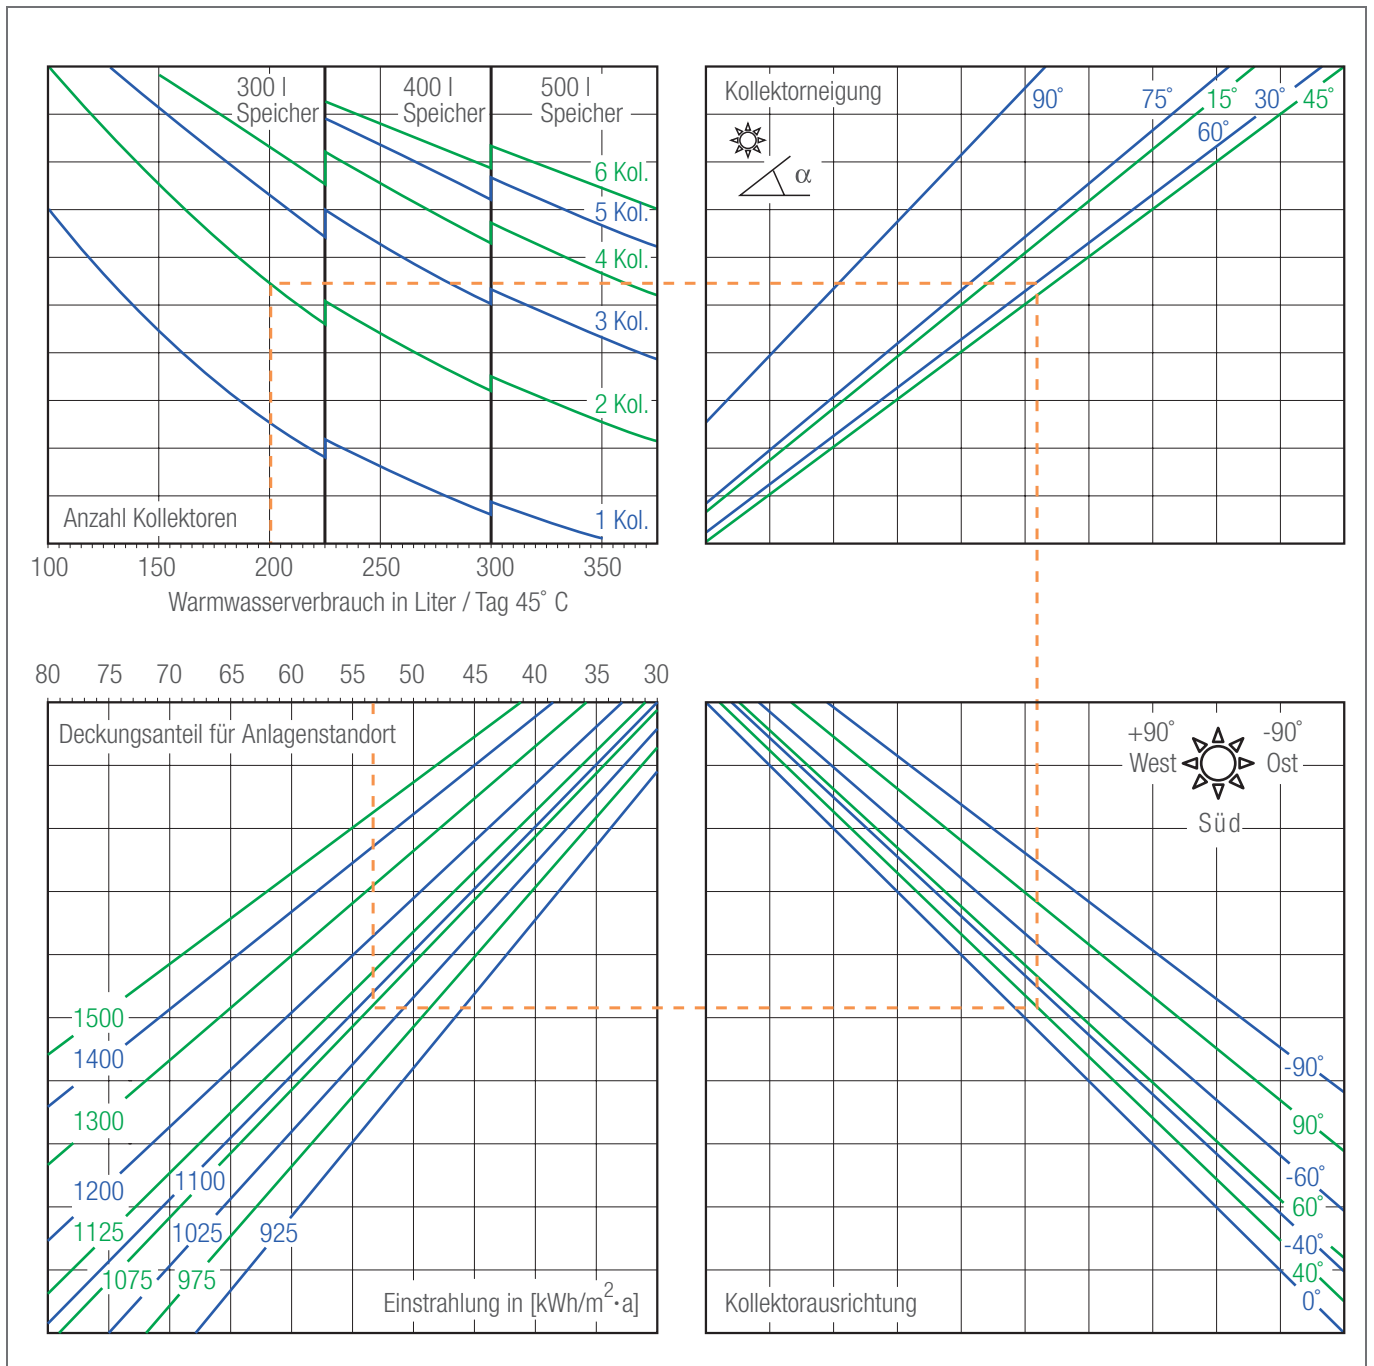 300 l
Speicher
400 l
Speicher
500 l
Speicher
6 Kol.
5 Kol.
4 Kol.
3 Kol.
2 Kol.
1 Kol.
Anzahl Kollektoren
100 150 200 250 300 350
Warmwasserverbrauch in Liter / Tag 45° C
Kollektorneigung
α
90° 75° 15° 30° 45°
60°
80 75 70 65 60 55 50 45 40 35 30
Deckungsanteil für Anlagenstandort
1500
1400
1300
1200
1100
1125
1025
925
1075
975
Einstrahlung in [kWh/m²·a]
+90°
West
-90°
Ost
Süd
-90°
90°
-60°
60°
-40°
40°
0°
Kollektorausrichtung